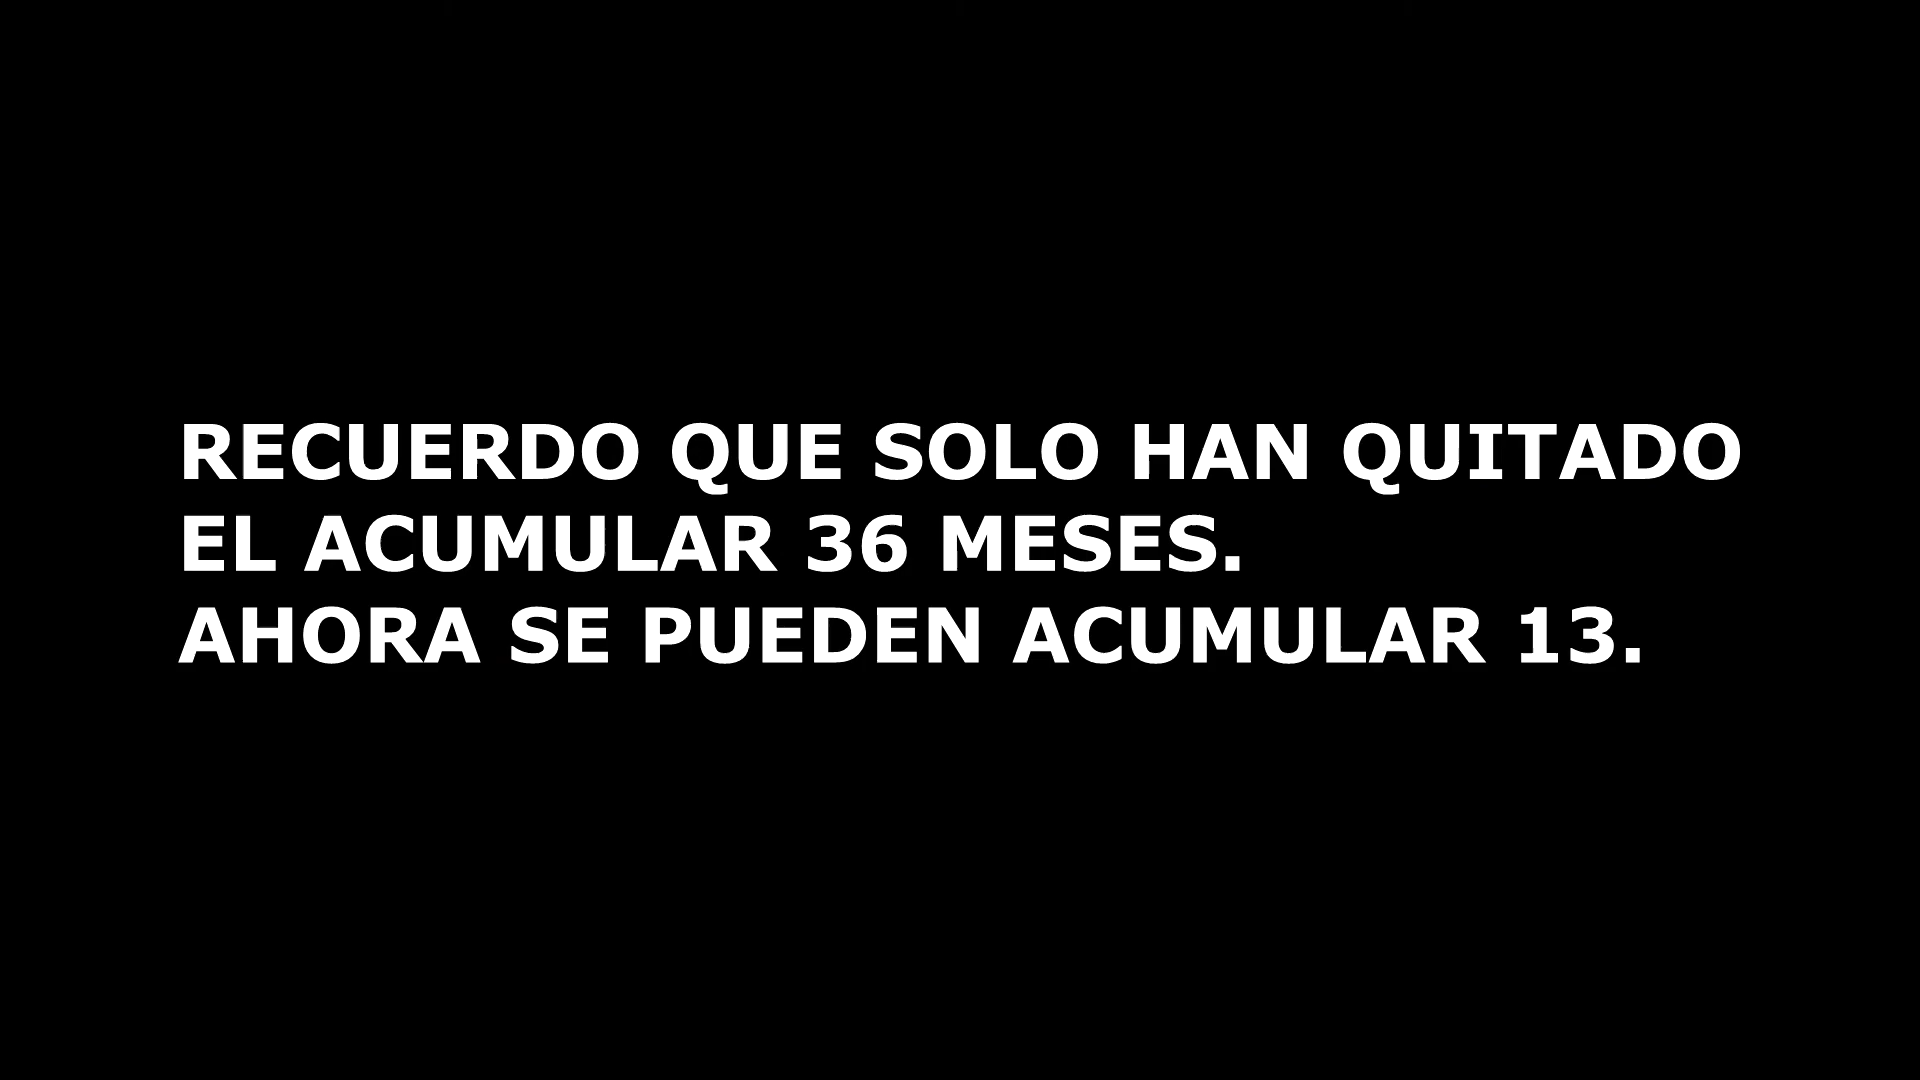 RECUERDO QUE SOLO HAN QUITADO
EL ACUMULAR 36 MESES.
AHORA SE PUEDEN ACUMULAR 13.